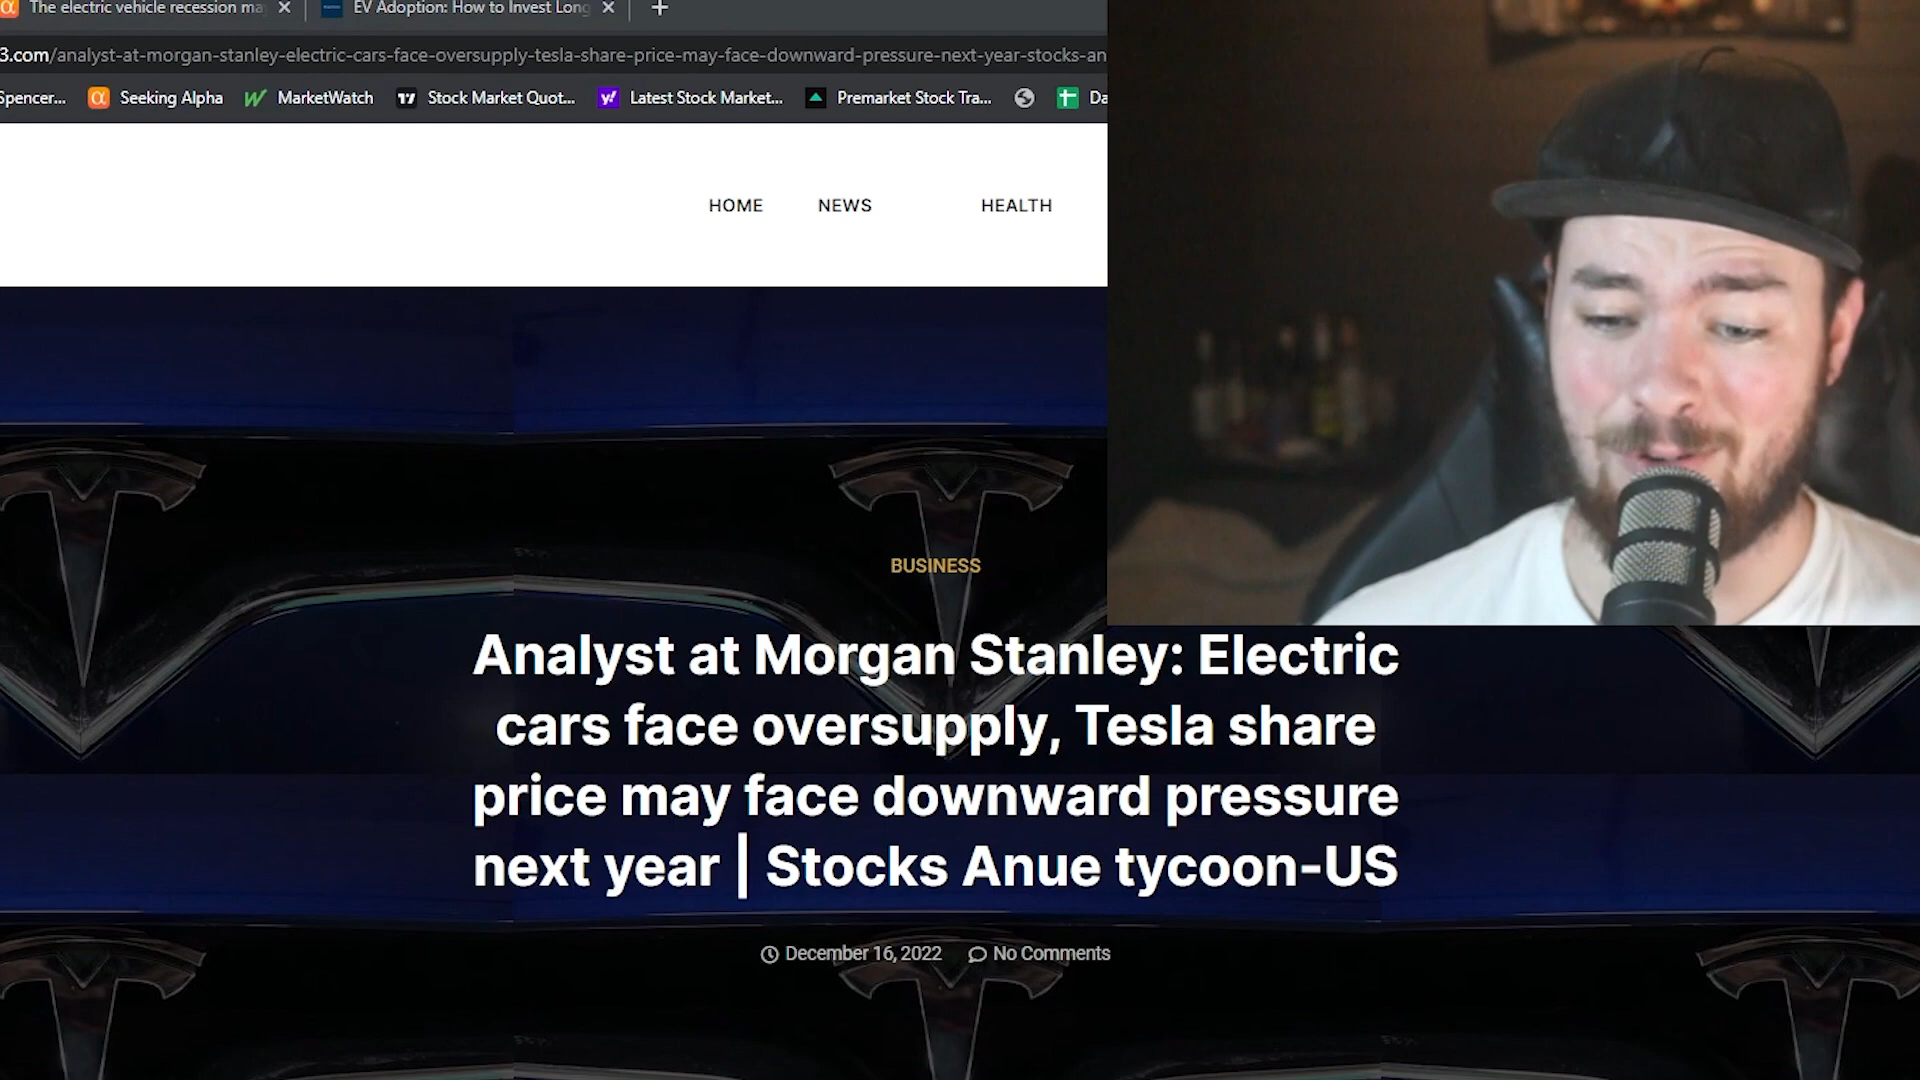 The electric vehicle recession ma
EV Adoption: How to Invest Long
3.com/analyst-at-morgan-stanley-electric-cars-face-oversupply-tesla-share-price-may-face-downward-pressure-next-year-stocks-an
Spencer... Seeking Alpha MarketWatch Stock Market Quot... Latest Stock Market... Premarket Stock Tra... Da
HOME NEWS HEALTH
BUSINESS
Analyst at Morgan Stanley: Electric
cars face oversupply, Tesla share
price may face downward pressure
next year | Stocks Anue tycoon-US
December 16, 2022 No Comments